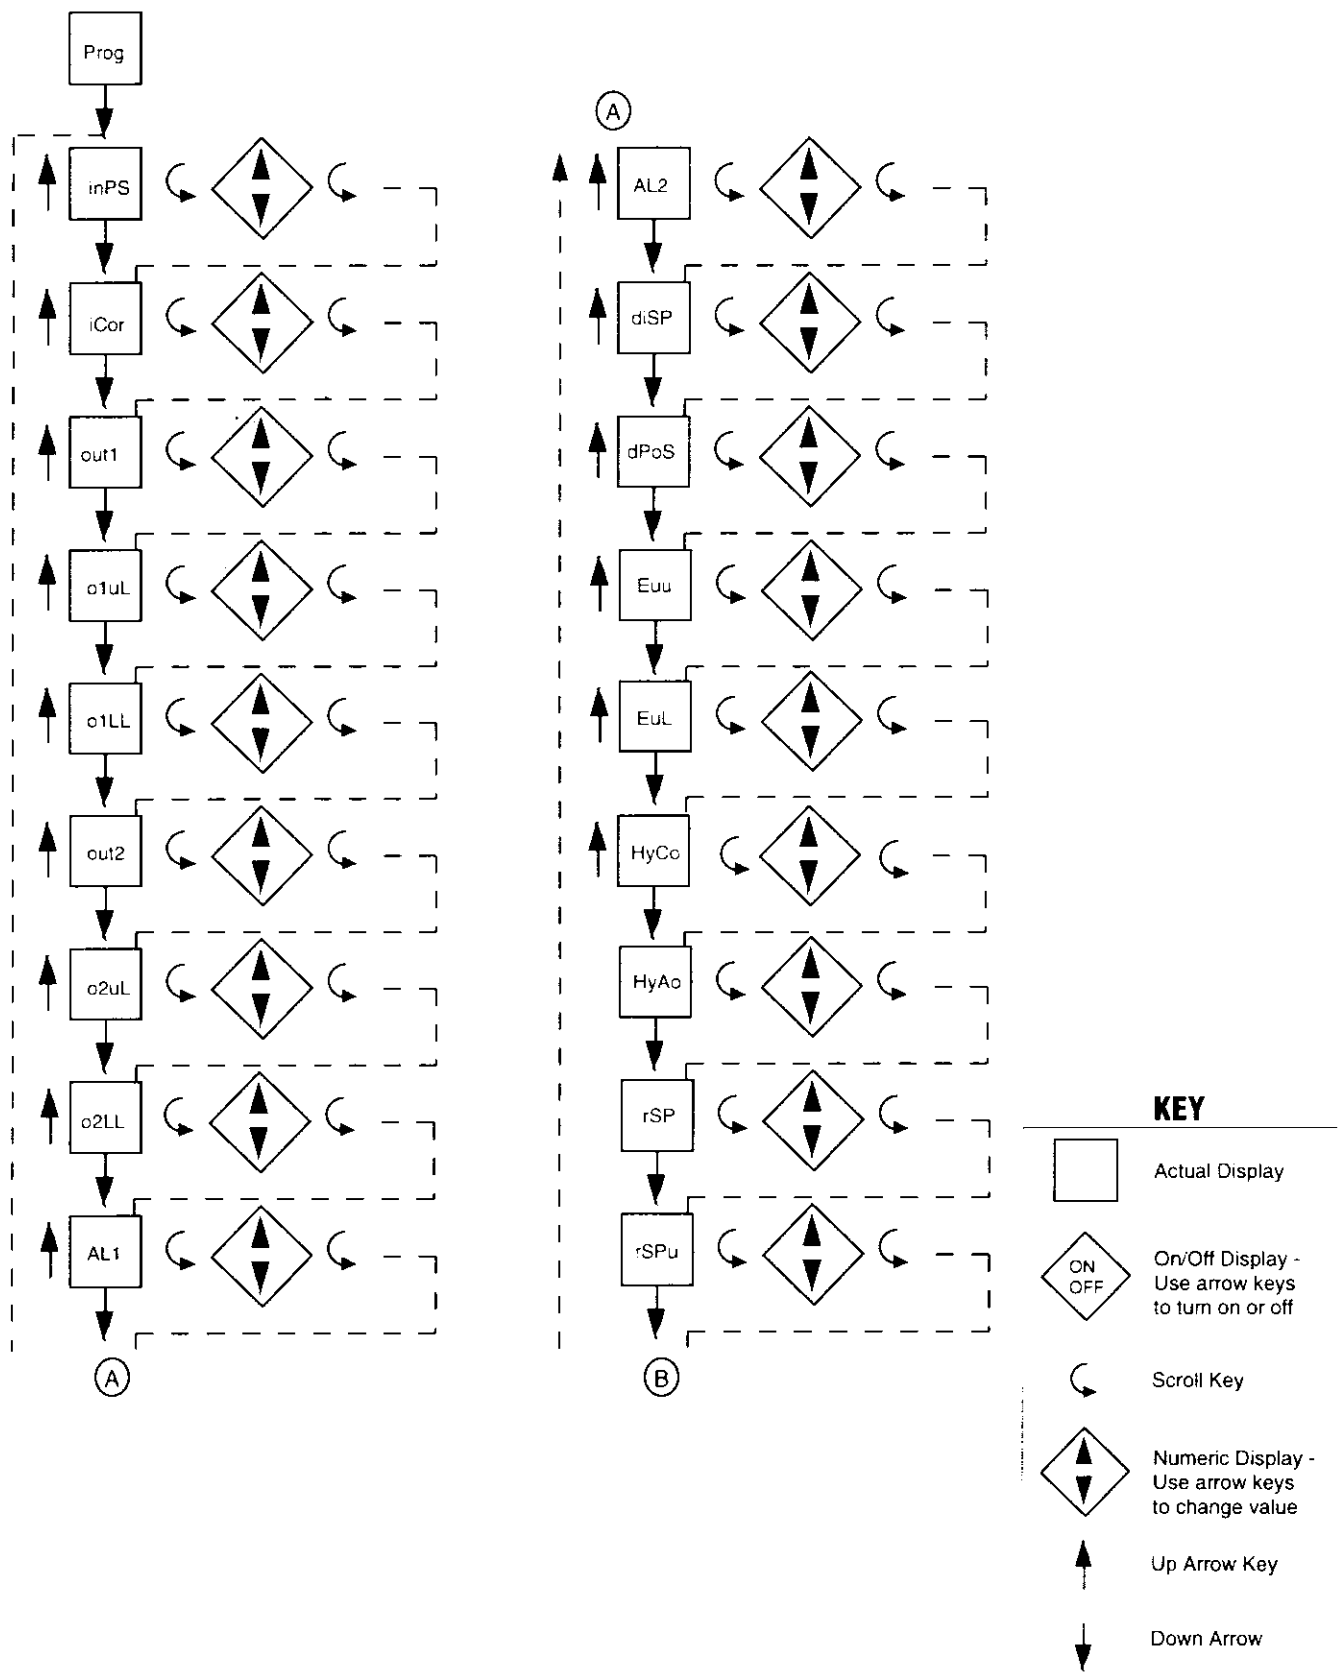 Prog
inPS
iCor
out1
o1uL
o1LL
out2
o2uL
o2LL
AL1
A
A
AL2
diSP
dPoS
Euu
EuL
HyCo
HyAo
rSP
rSPu
B
KEY
Actual Display
ON
OFF
On/Off Display -
Use arrow keys
to turn on or off
Scroll Key
Numeric Display -
Use arrow keys
to change value
Up Arrow Key
Down Arrow